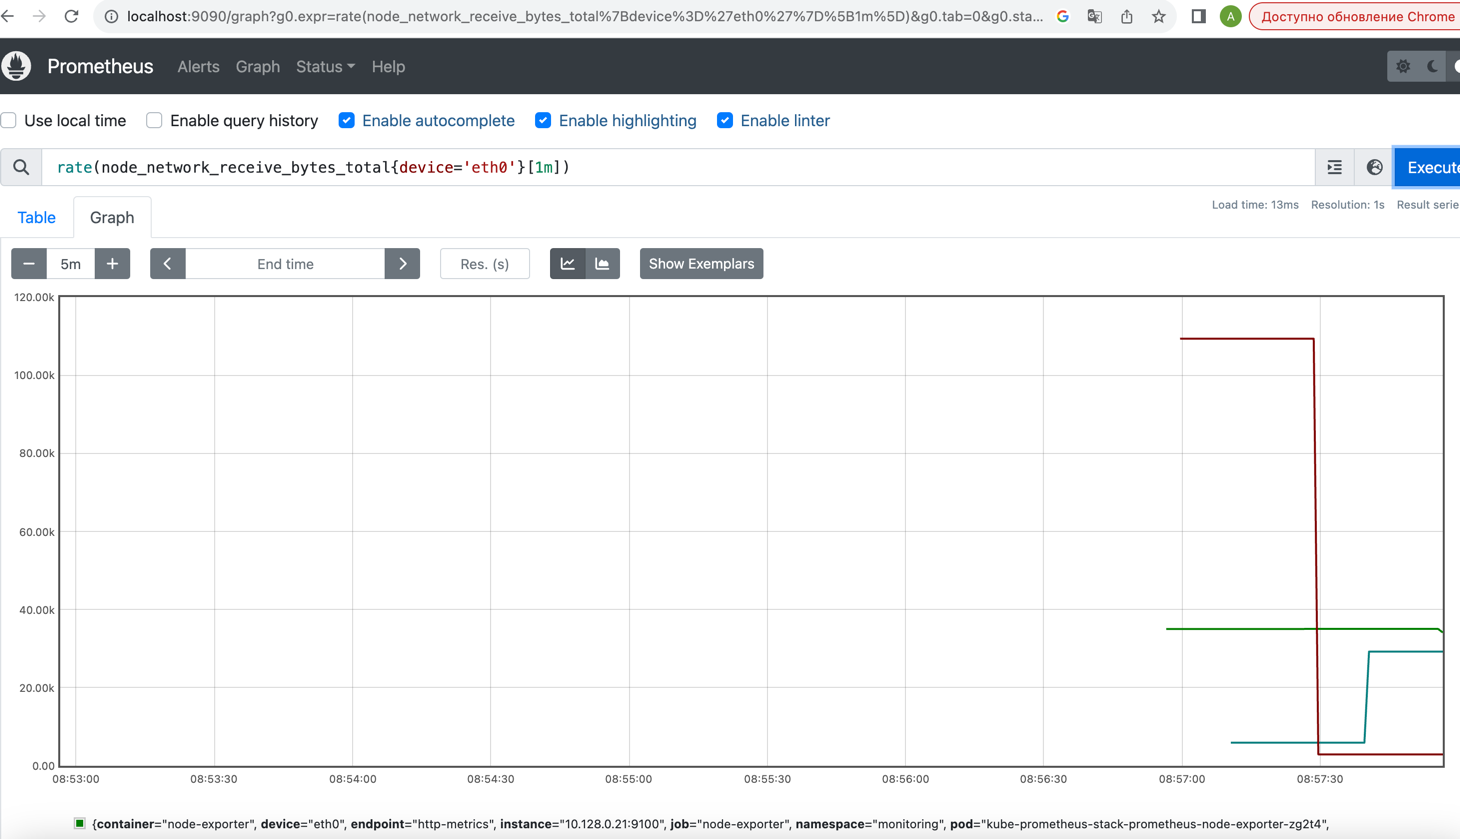 localhost:9090/graph?g0.expr=rate(node_network_receive_bytes_total%7Bdevice%3D%27eth0%27%7D%5B1m%5D)&g0.tab=0&g0.sta... A Доступно обновление Chrome
Prometheus Alerts Graph Status Help
Use local time Enable query history Enable autocomplete Enable highlighting Enable linter
rate(node_network_receive_bytes_total{device='eth0'}[1m]) Execute
Load time: 13ms Resolution: 1s Result serie
Table Graph
5m End time Res. (s) Show Exemplars
120.00k
100.00k
80.00k
60.00k
40.00k
20.00k
0.00
08:53:00 08:53:30 08:54:00 08:54:30 08:55:00 08:55:30 08:56:00 08:56:30 08:57:00 08:57:30
{container="node-exporter", device="eth0", endpoint="http-metrics", instance="10.128.0.21:9100", job="node-exporter", namespace="monitoring", pod="kube-prometheus-stack-prometheus-node-exporter-zg2t4",